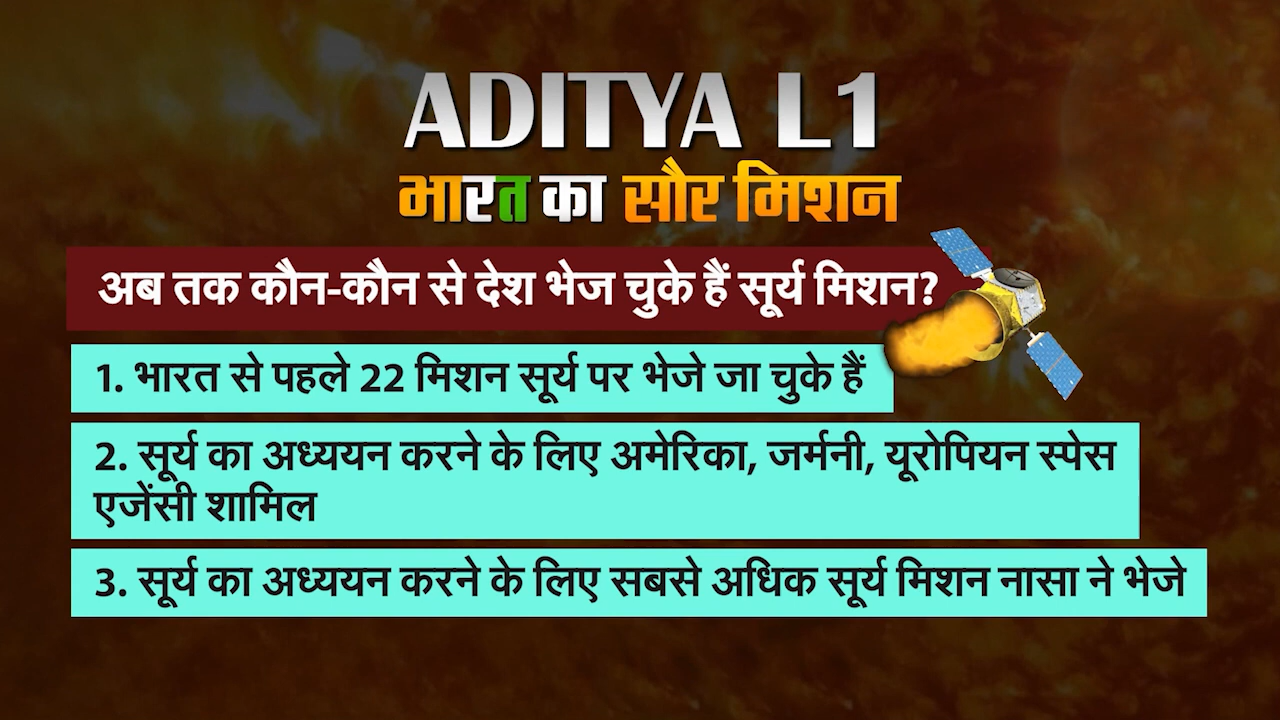 ADITYA L1
भारत का सौर मिशन
अब तक कौन-कौन से देश भेज चुके हैं सूर्य मिशन?
1. भारत से पहले 22 मिशन सूर्य पर भेजे जा चुके हैं
2. सूर्य का अध्ययन करने के लिए अमेरिका, जर्मनी, यूरोपियन स्पेस
एजेंसी शामिल
3. सूर्य का अध्ययन करने के लिए सबसे अधिक सूर्य मिशन नासा ने भेजे